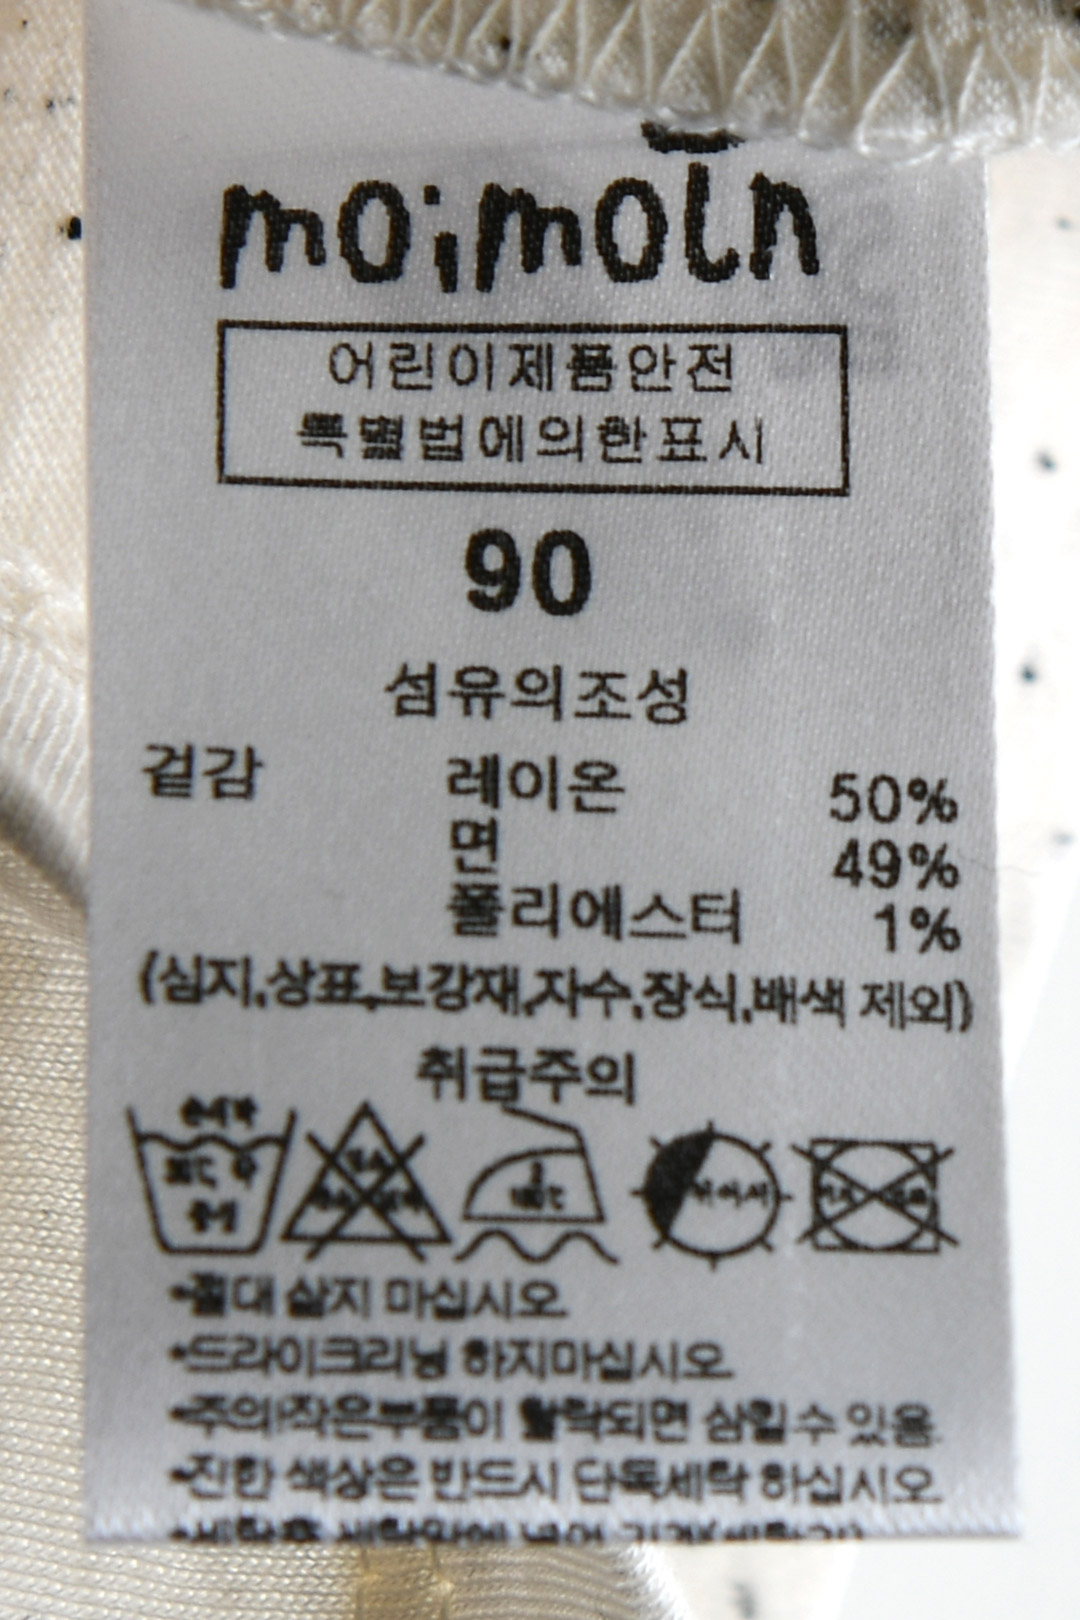 moimoln
어린이제품안전
특별법에의한표시
90
섬유의조성
겉감 레이온 50%
면 49%
폴리에스터 1%
(심지,상표,보강재,자수,장식,배색 제외)
취급주의
•절대 삶지 마십시오
•드라이크리닝 하지마십시오
•주의!작은부품이 탈락되면 삼킬수 있음
•진한 색상은 반드시 단독세탁 하십시오